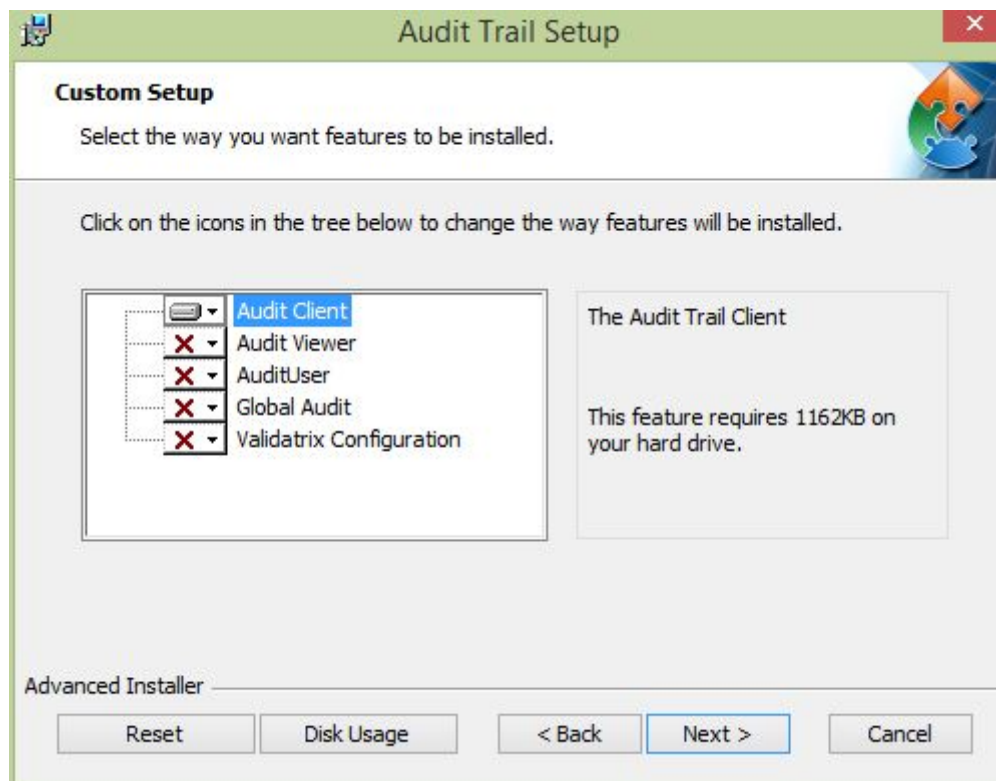 Audit Trail Setup
Custom Setup
Select the way you want features to be installed.
Click on the icons in the tree below to change the way features will be installed.
Audit Client
Audit Viewer
AuditUser
Global Audit
Validatrix Configuration
The Audit Trail Client
This feature requires 1162KB on
your hard drive.
Advanced Installer
Reset
Disk Usage
< Back
Next >
Cancel